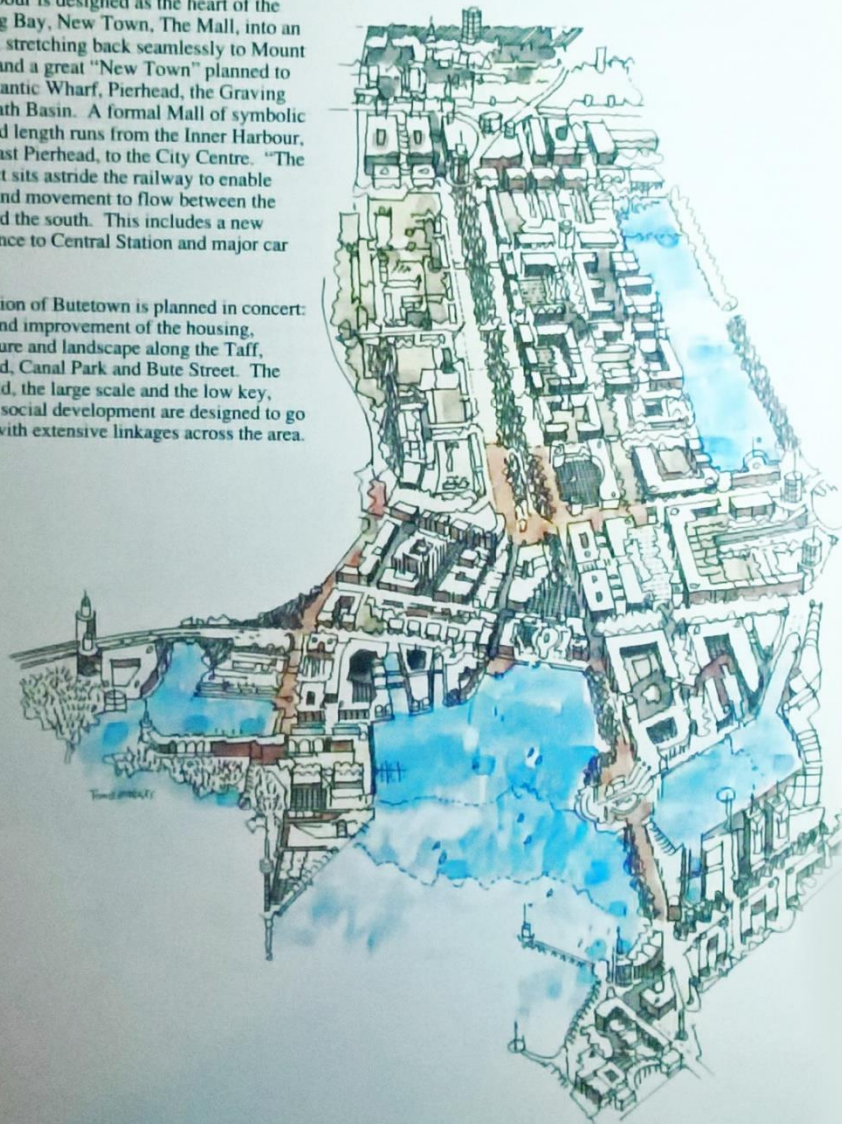 our is designed as the heart of the
g Bay, New Town, The Mall, into an
stretching back seamlessly to Mount
and a great “New Town” planned to
antic Wharf, Pierhead, the Graving
ath Basin. A formal Mall of symbolic
d length runs from the Inner Harbour,
ast Pierhead, to the City Centre. “The
t sits astride the railway to enable
nd movement to flow between the
d the south. This includes a new
nce to Central Station and major car
ion of Butetown is planned in concert:
nd improvement of the housing,
ure and landscape along the Taff,
d, Canal Park and Bute Street. The
d, the large scale and the low key,
social development are designed to go
with extensive linkages across the area.